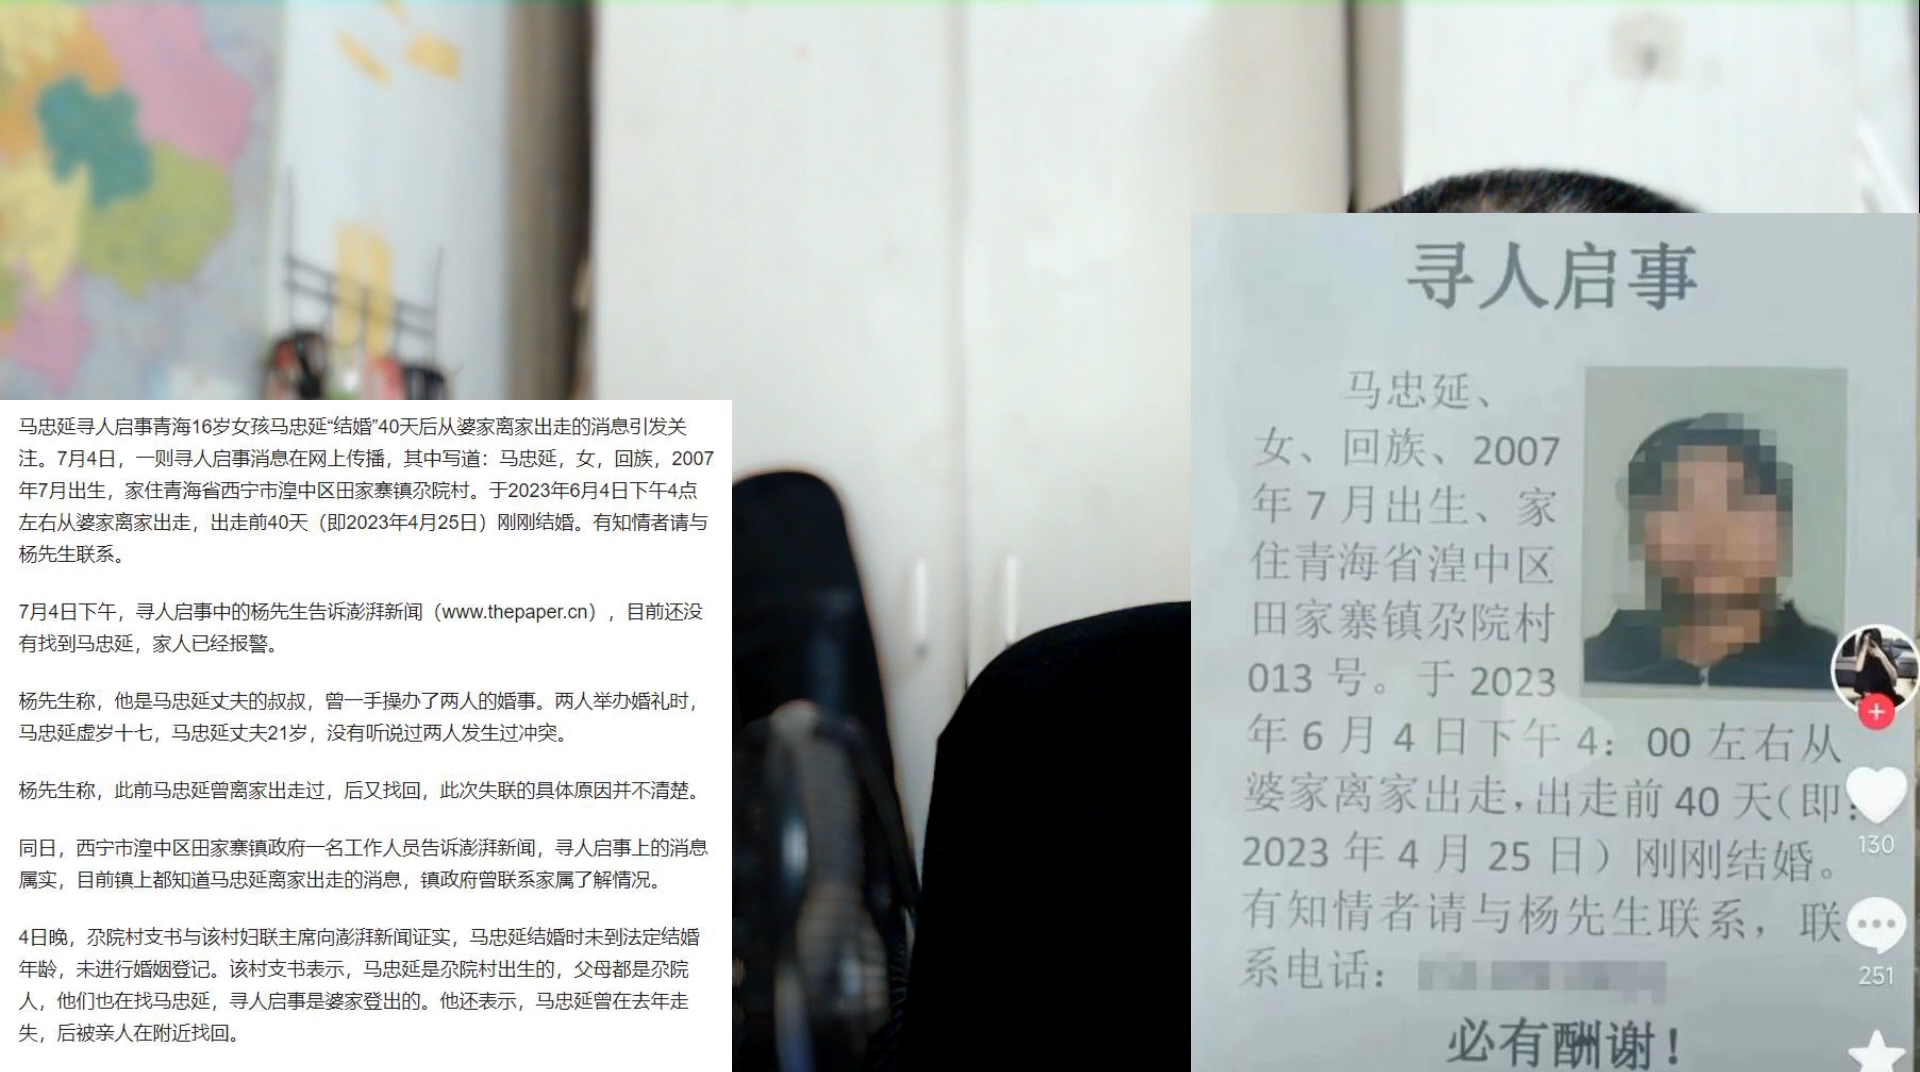 马忠延寻人启事青海16岁女孩马忠延“结婚”40天后从婆家离家出走的消息引发关
注。7月4日，一则寻人启事消息在网上传播，其中写道：马忠延，女，回族，2007
年7月出生，家住青海省西宁市湟中区田家寨镇尕院村。于2023年6月4日下午4点
左右从婆家离家出走，出走前40天（即2023年4月25日）刚刚结婚。有知情者请与
杨先生联系。
7月4日下午，寻人启事中的杨先生告诉澎湃新闻（www.thepaper.cn），目前还没
有找到马忠延，家人已经报警。
杨先生称，他是马忠延丈夫的叔叔，曾一手操办了两人的婚事。两人举办婚礼时，
马忠延虚岁十七，马忠延丈夫21岁，没有听说过两人发生过冲突。
杨先生称，此前马忠延曾离家出走过，后又找回，此次失联的具体原因并不清楚。
同日，西宁市湟中区田家寨镇政府一名工作人员告诉澎湃新闻，寻人启事上的消息
属实，目前镇上都知道马忠延离家出走的消息，镇政府曾联系家属了解情况。
4日晚，尕院村支书与该村妇联主席向澎湃新闻证实，马忠延结婚时未到法定结婚
年龄，未进行婚姻登记。该村支书表示，马忠延是尕院村出生的，父母都是尕院
人，他们也在找马忠延，寻人启事是婆家登出的。他还表示，马忠延曾在去年走
失，后被亲人在附近找回。
寻人启事
马忠延、
女、回族、2007
年7月出生、家
住青海省湟中区
田家寨镇尕院村
013号。于2023
年6月4日下午4：00左右从
婆家离家出走，出走前40天（即：
2023年4月25日）刚刚结婚。
有知情者请与杨先生联系，联
系电话：
必有酬谢！
130
251